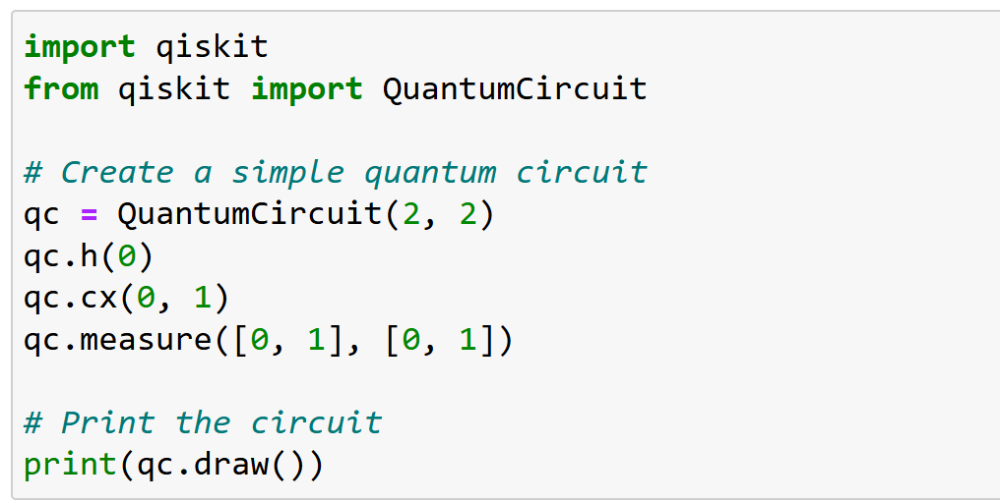 import qiskit
from qiskit import QuantumCircuit
# Create a simple quantum circuit
qc = QuantumCircuit(2, 2)
qc.h(0)
qc.cx(0, 1)
qc.measure([0, 1], [0, 1])
# Print the circuit
print(qc.draw())